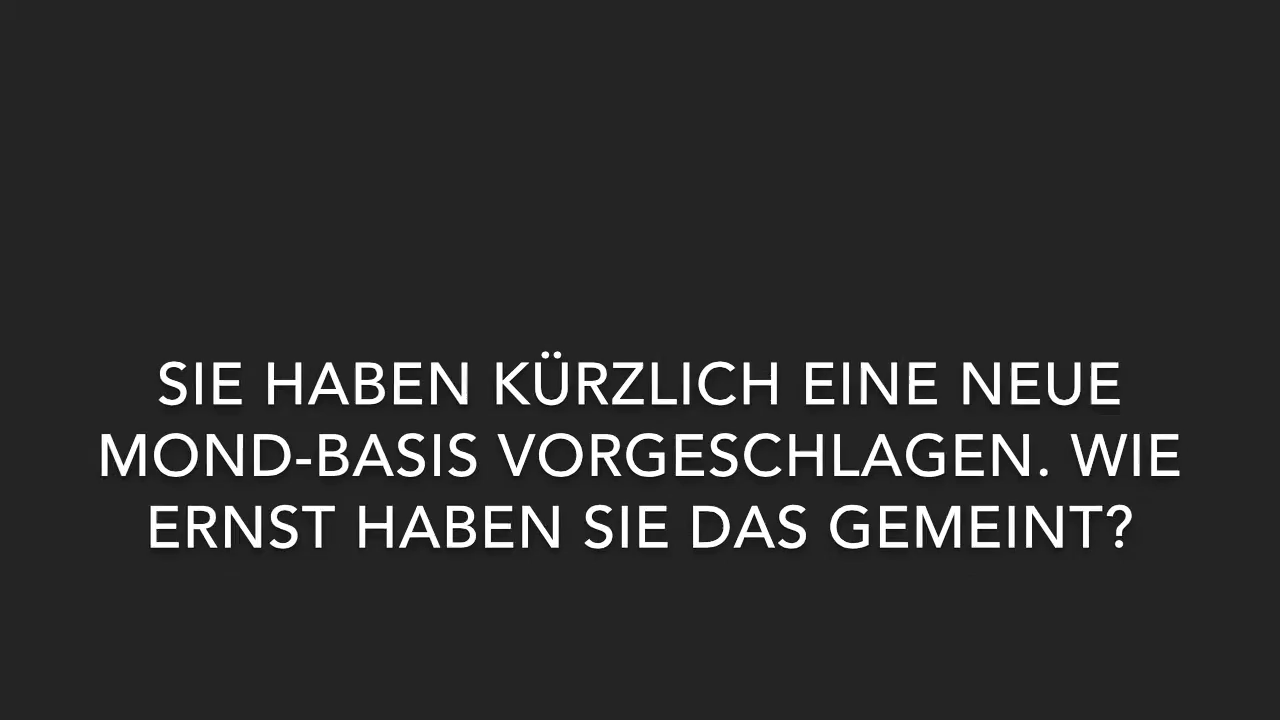 SIE HABEN KÜRZLICH EINE NEUE
MOND-BASIS VORGESCHLAGEN. WIE
ERNST HABEN SIE DAS GEMEINT?